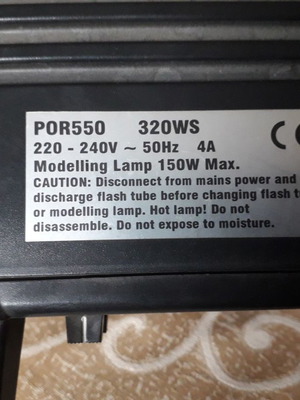 POR550 320WS
220 - 240V ~ 50Hz 4A
Modelling Lamp 150W Max.
CAUTION: Disconnect from mains power and
discharge flash tube before changing flash t
or modelling lamp. Hot lamp! Do not
disassemble. Do not expose to moisture.